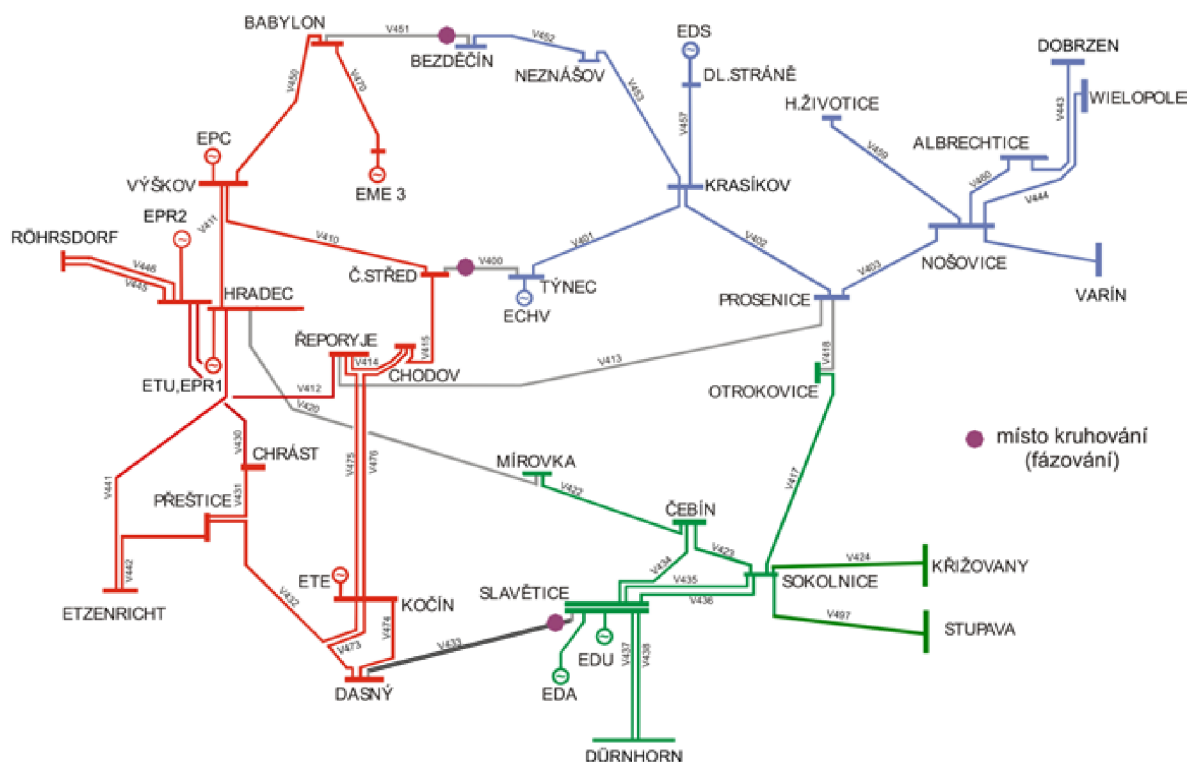 BABYLON
V451
BEZDĚČÍN
V452
NEZNÁŠOV
EDS
DL.STRÁNĚ
DOBRZEN
WIELOPOLE
H.ŽIVOTICE
ALBRECHTICE
V443
V450
V470
V453
V457
V459
V460
V444
EPC
VÝŠKOV
EME 3
KRASÍKOV
EPR2
V411
V410
V401
V402
NOŠOVICE
RÖHRSDORF
V446
V445
Č.STŘED
V400
TÝNEC
ECHV
V403
VARÍN
HRADEC
PROSENICE
ŘEPORYJE
V414
V415
CHODOV
V413
V418
ETU,EPR1
V412
V420
OTROKOVICE
místo kruhování
(fázování)
V430
CHRÁST
V475
V476
MÍROVKA
V422
V417
V441
V431
PŘEŠTICE
ČEBÍN
V423
V442
ETZENRICHT
V432
ETE
KOČÍN
V434
V435
V436
SLAVĚTICE
SOKOLNICE
V424
KŘIŽOVANY
V497
STUPAVA
V473
V474
V433
DASNÝ
EDU
EDA
V437
V438
DÜRNHORN